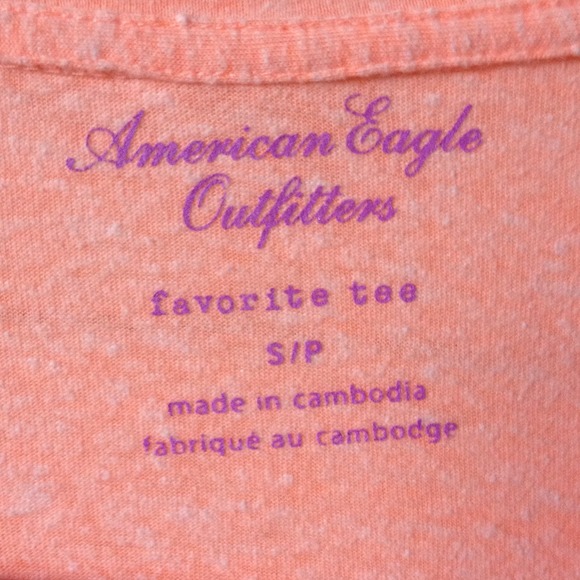 American Eagle
Outfitters
favorite tee
S/P
made in cambodia
fabriqué au cambodge